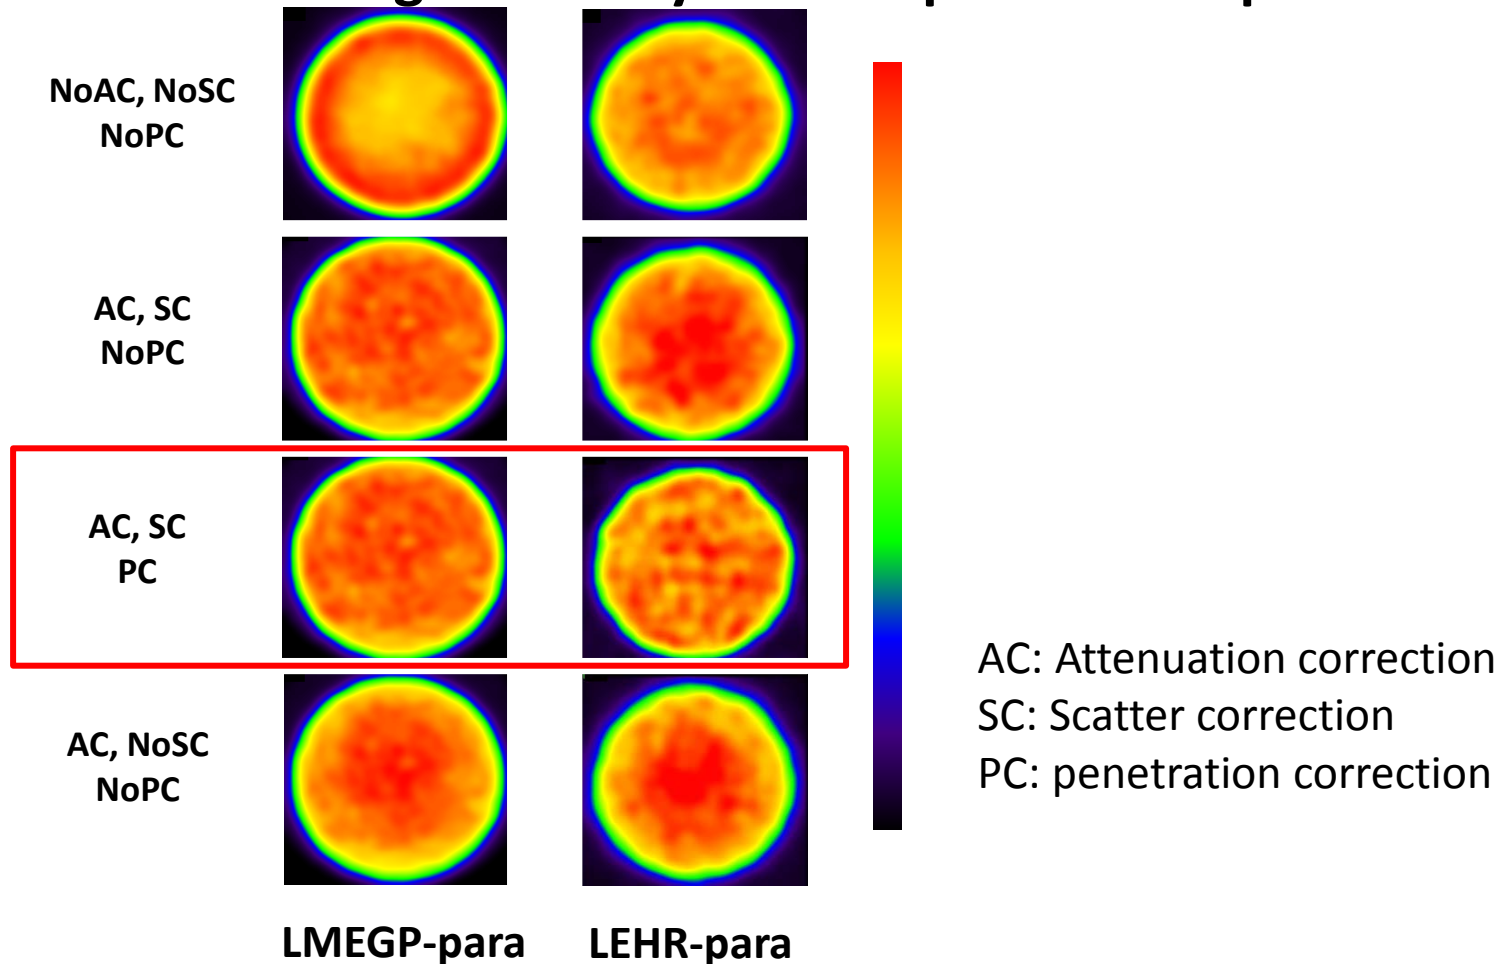 NoAC, NoSC
NoPC
AC, SC
NoPC
AC, SC
PC
AC, NoSC
NoPC
AC: Attenuation correction
SC: Scatter correction
PC: penetration correction
LMEGP-para
LEHR-para